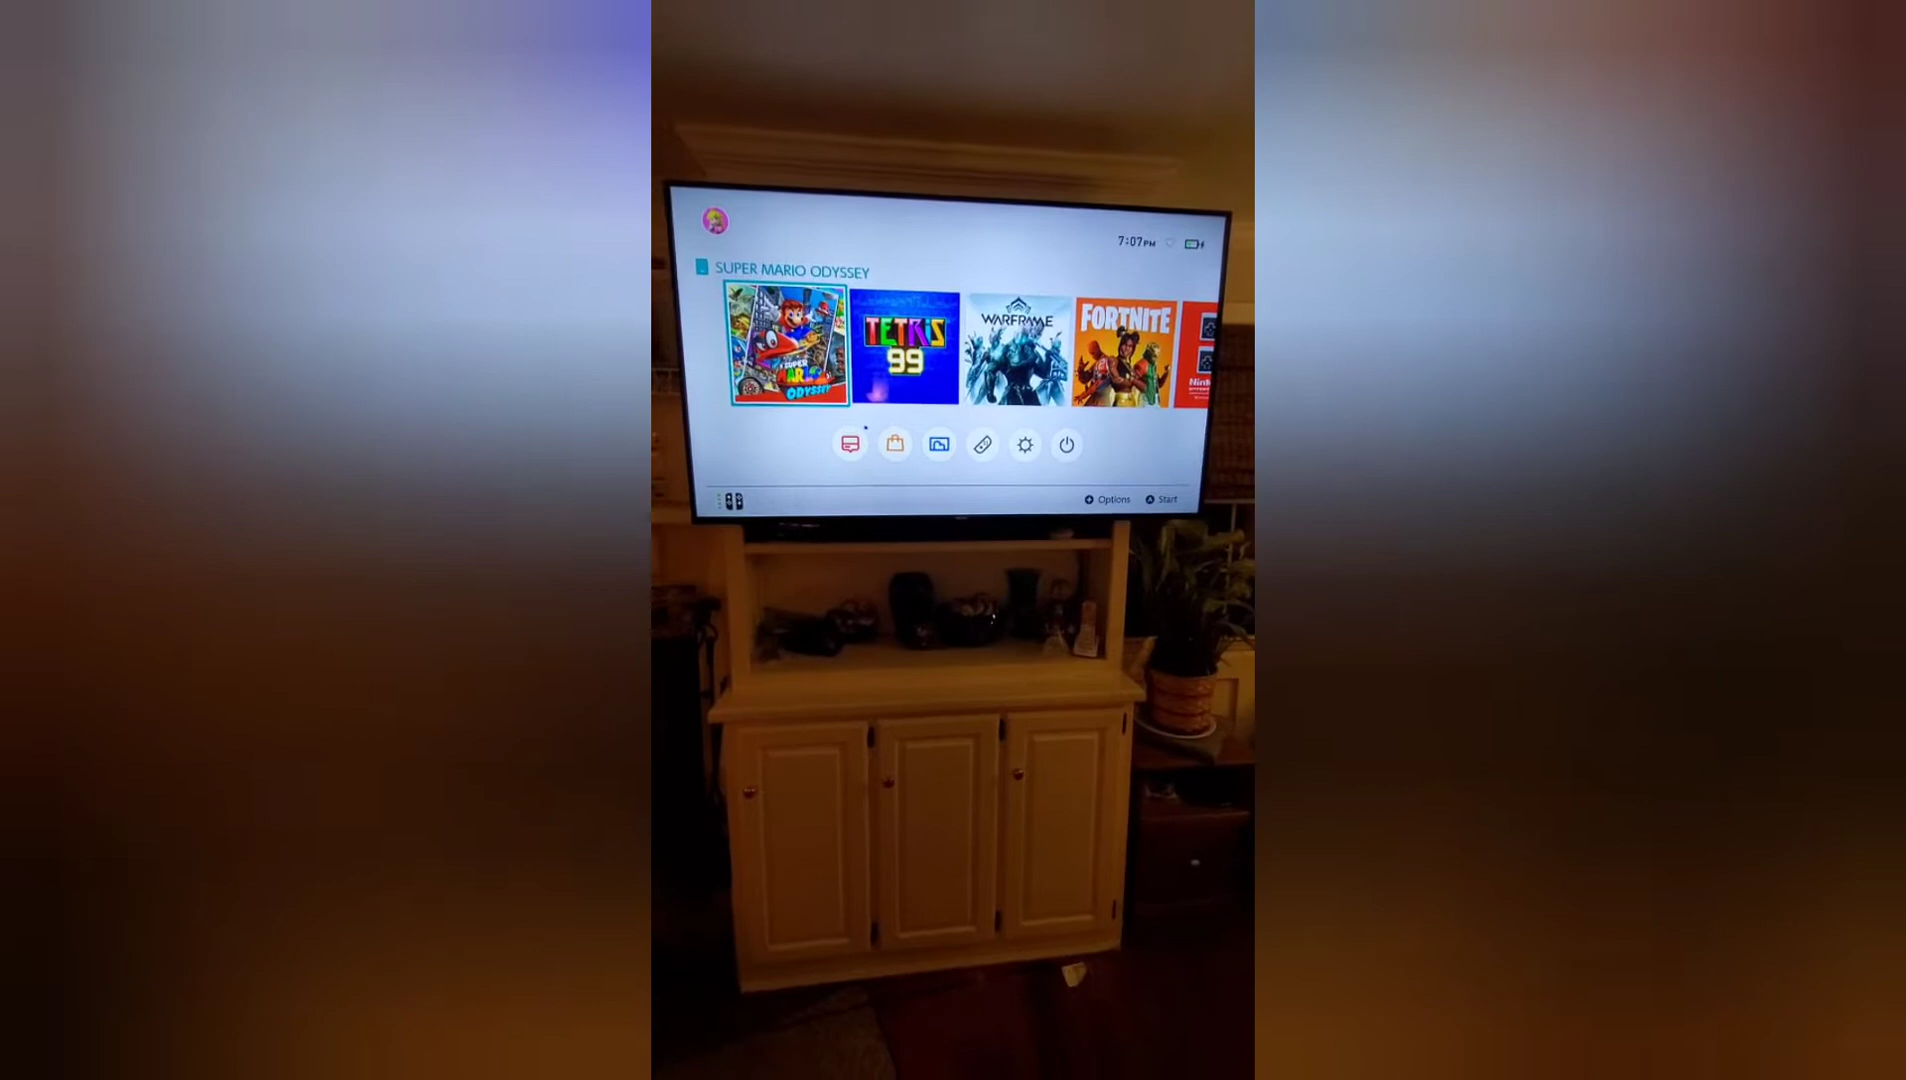 7:07PM
SUPER MARIO ODYSSEY
SUPER
MARIO
ODYSSEY
TETRIS
99
WARFRAME
FORTNITE
Options
Start